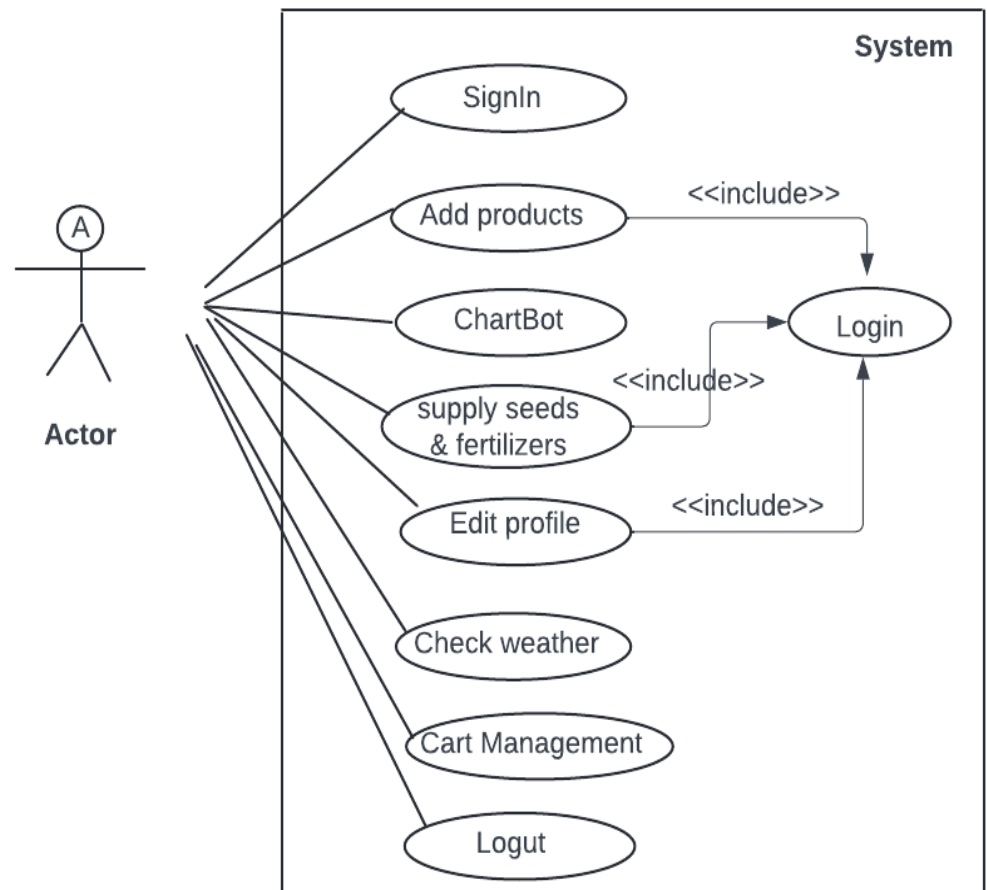 System
SignIn
<<include>>
Add products
A
ChartBot
Login
<<include>>
supply seeds
& fertilizers
Actor
<<include>>
Edit profile
Check weather
Cart Management
Logut